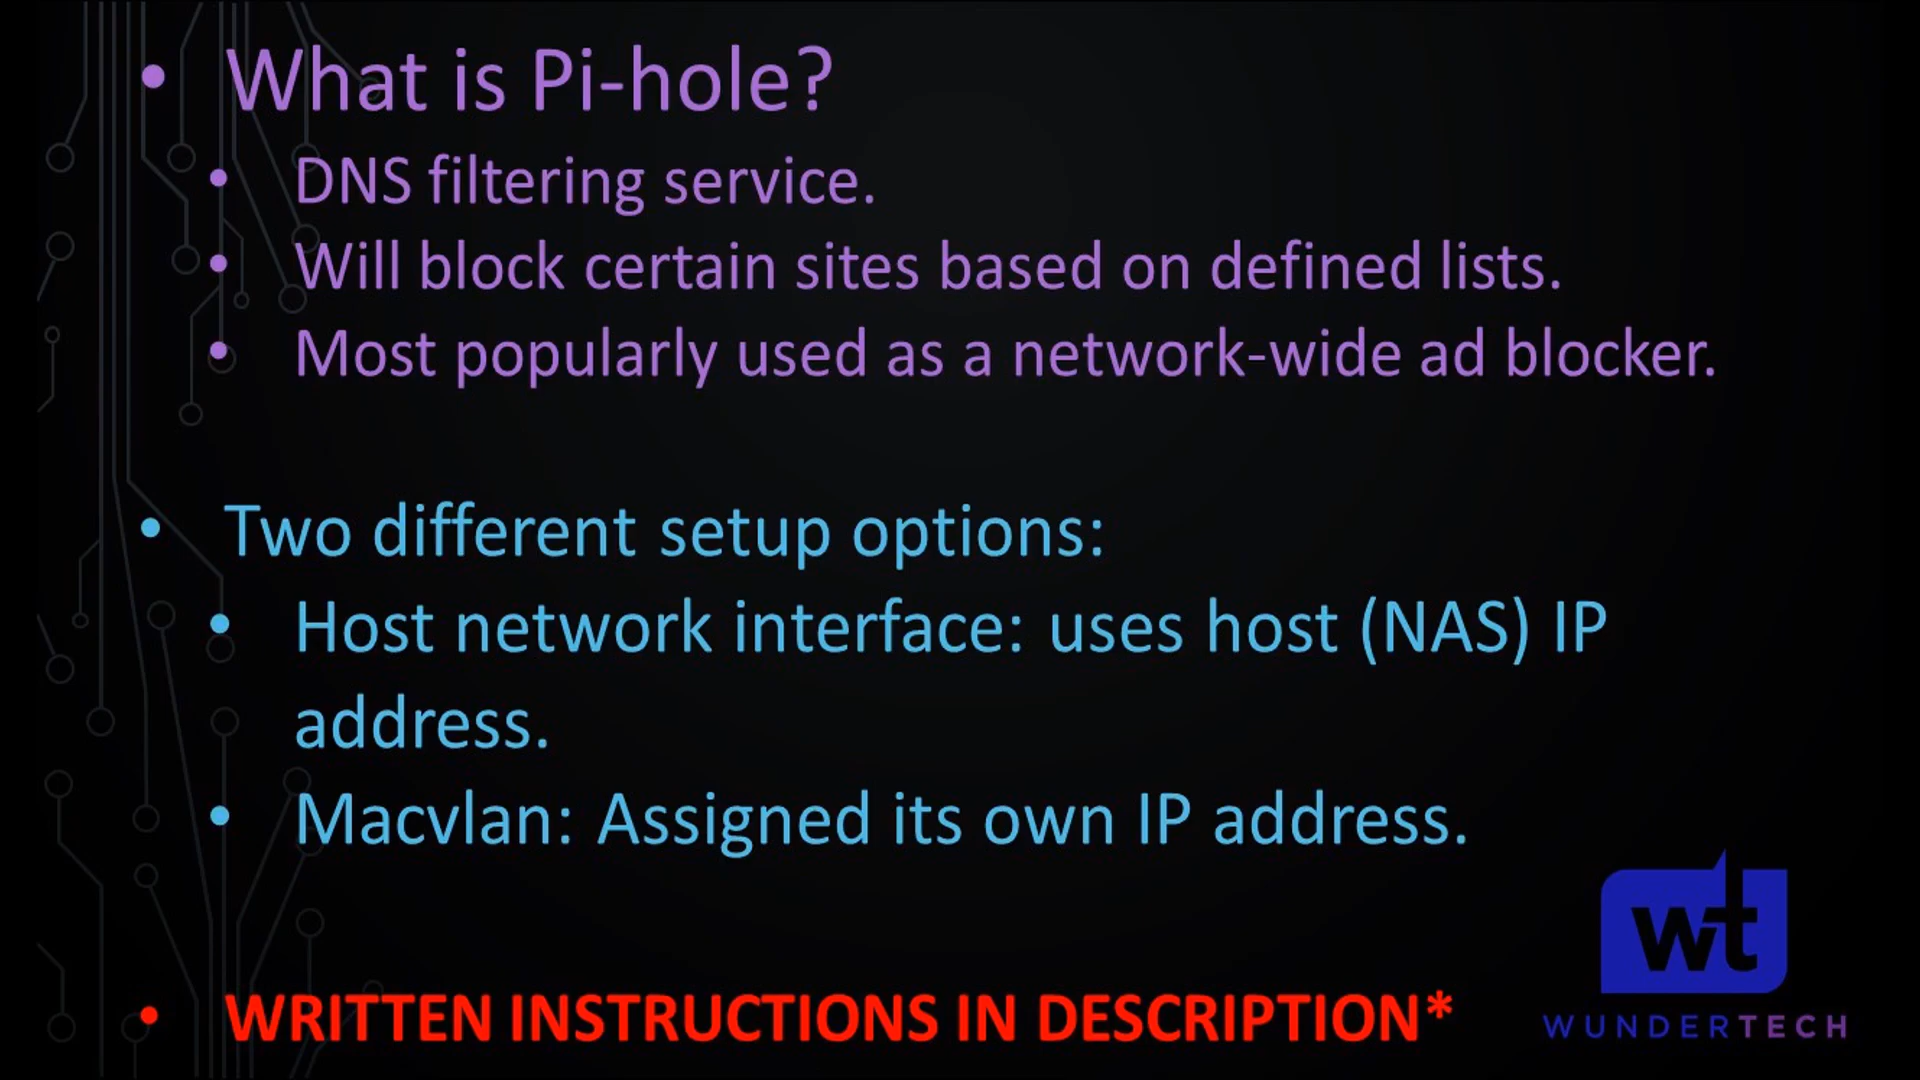 • What is Pi-hole?
• DNS filtering service.
• Will block certain sites based on defined lists.
• Most popularly used as a network-wide ad blocker.
• Two different setup options:
• Host network interface: uses host (NAS) IP
address.
• Macvlan: Assigned its own IP address.
• WRITTEN INSTRUCTIONS IN DESCRIPTION*
wt
WUNDERTECH